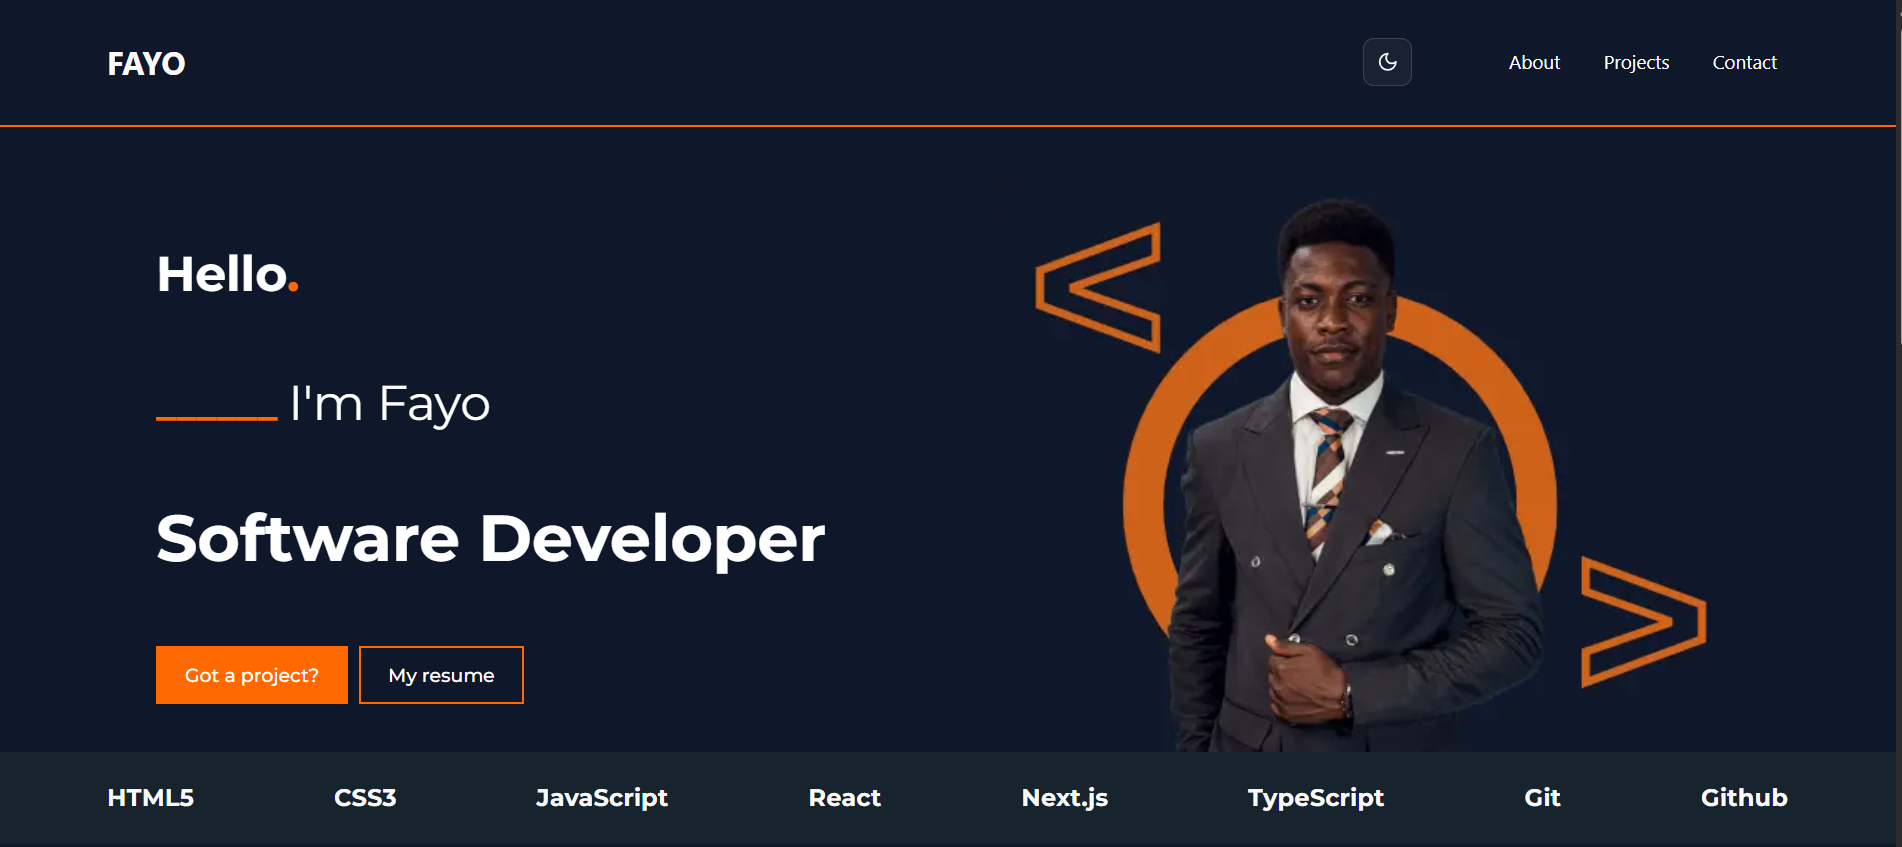 FAYO
About Projects Contact
Hello.
______ I'm Fayo
Software Developer
Got a project? My resume
HTML5 CSS3 JavaScript React Next.js TypeScript Git Github